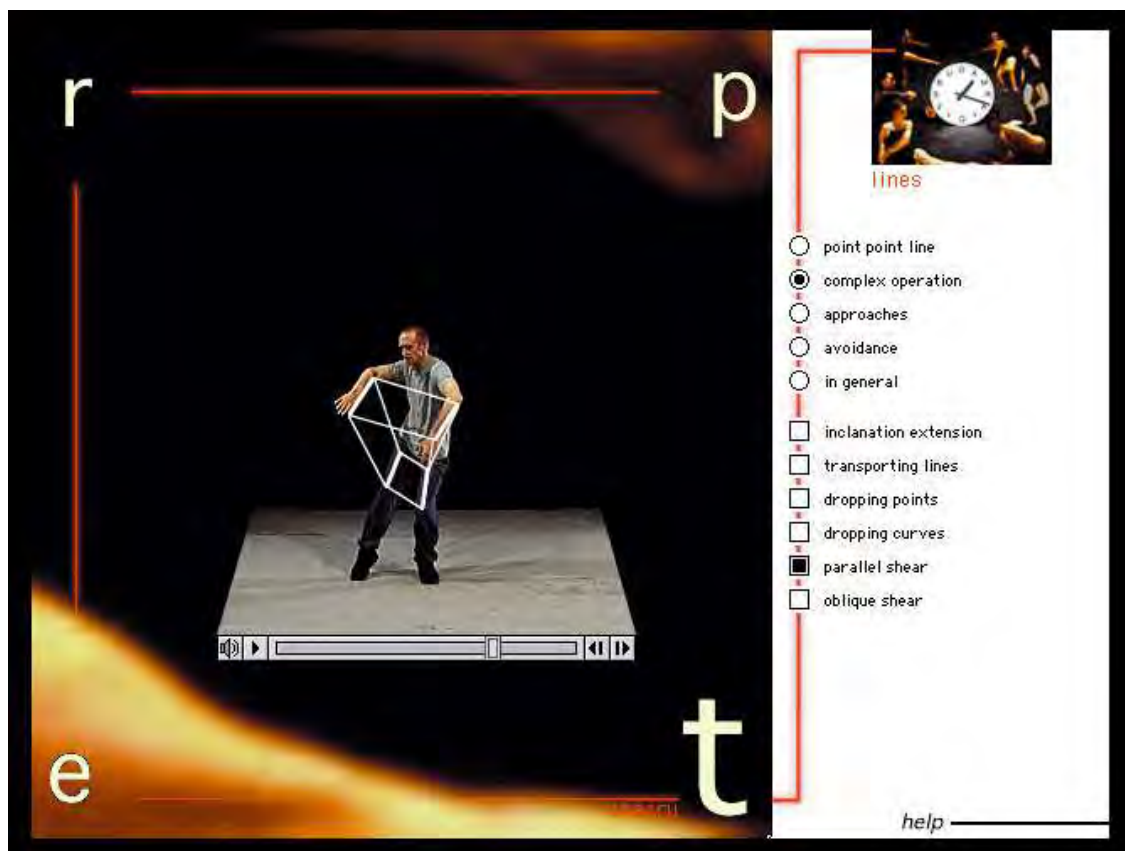 r
p
lines
point point line
complex operation
approaches
avoidance
in general
inclanation extension
transporting lines
dropping points
dropping curves
parallel shear
oblique shear
e
t
help